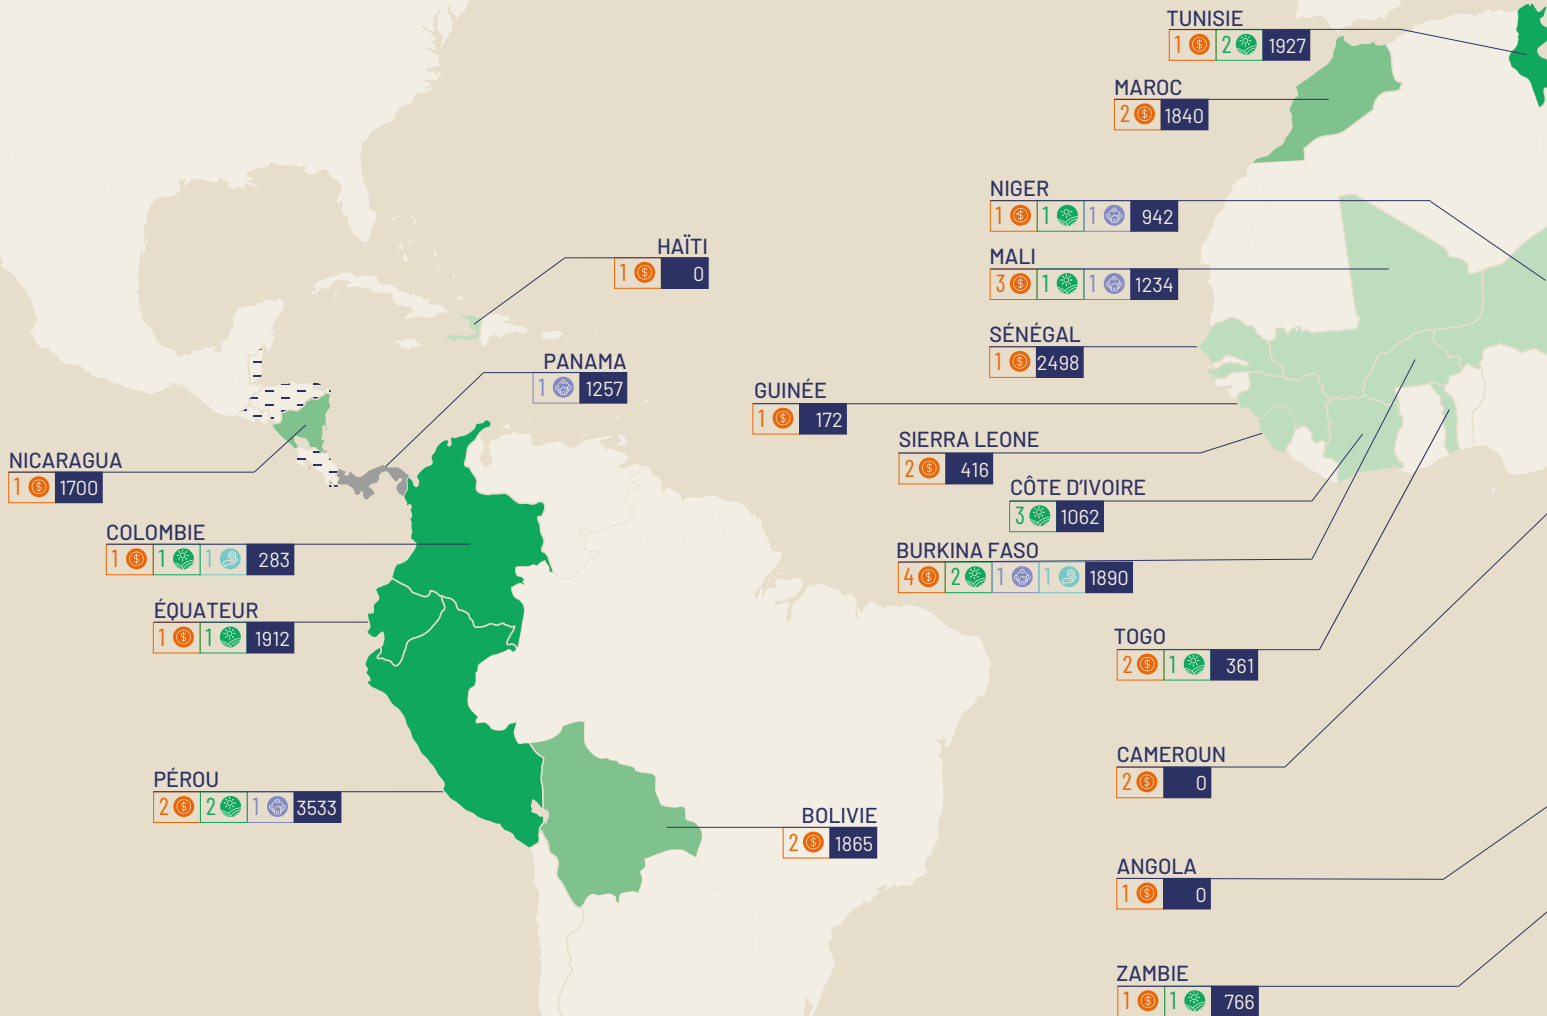 TUNISIE
1 2 1927
MAROC
2 1840
NIGER
1 1 1 942
MALI
3 1 1 1234
SÉNÉGAL
1 2498
HAÏTI
1 0
PANAMA
1 1257
GUINÉE
1 172
SIERRA LEONE
2 416
NICARAGUA
1 1700
CÔTE D'IVOIRE
3 1062
COLOMBIE
1 1 1 283
BURKINA FASO
4 2 1 1 1890
ÉQUATEUR
1 1 1912
TOGO
2 1 361
CAMEROUN
2 0
PÉROU
2 2 1 3533
BOLIVIE
2 1865
ANGOLA
1 0
ZAMBIE
1 1 766